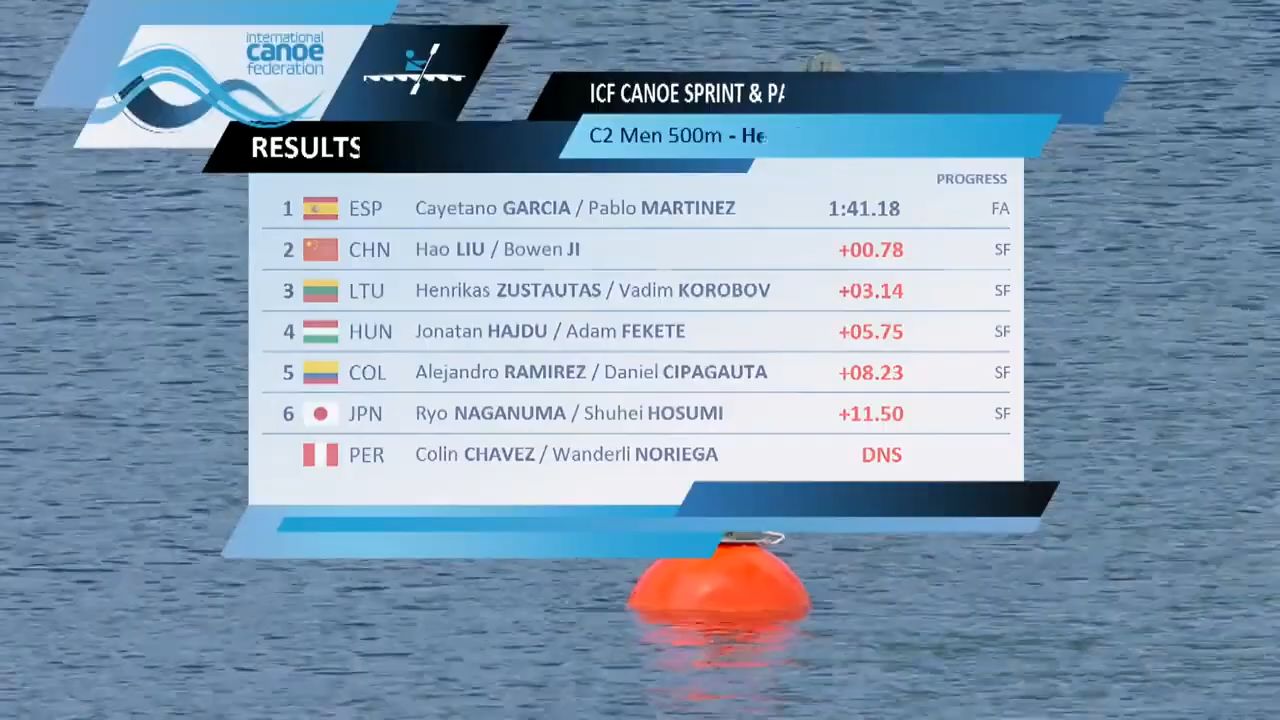 international
canoe
federation
ICF CANOE SPRINT & PA
C2 Men 500m - He
RESULTS
PROGRESS
1 ESP Cayetano GARCIA / Pablo MARTINEZ 1:41.18 FA
2 CHN Hao LIU / Bowen JI +00.78 SF
3 LTU Henrikas ZUSTAUTAS / Vadim KOROBOV +03.14 SF
4 HUN Jonatan HAJDU / Adam FEKETE +05.75 SF
5 COL Alejandro RAMIREZ / Daniel CIPAGAUTA +08.23 SF
6 JPN Ryo NAGANUMA / Shuhei HOSUMI +11.50 SF
PER Colin CHAVEZ / Wanderli NORIEGA DNS